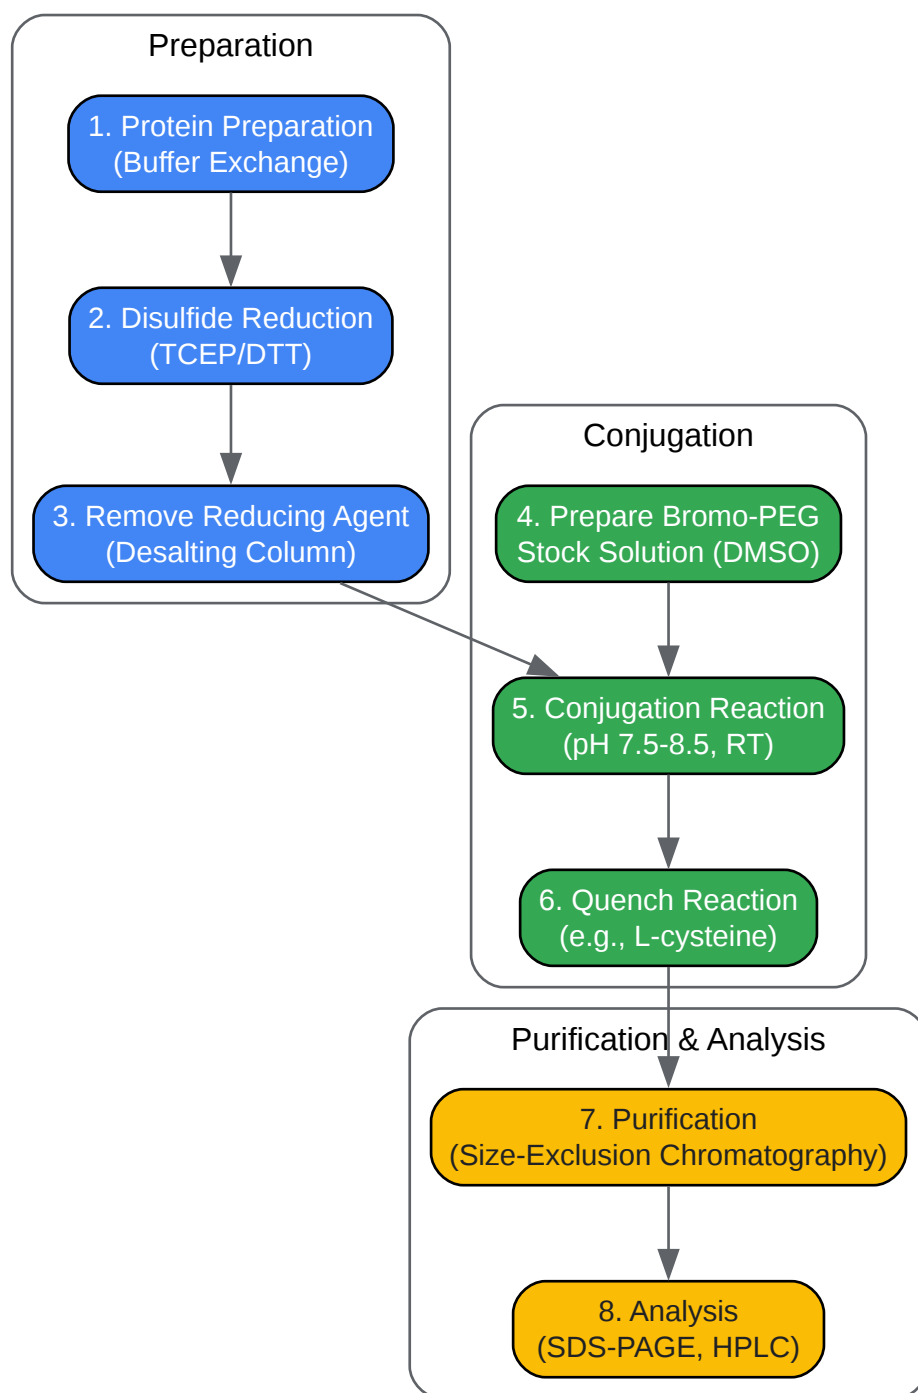 Preparation
1. Protein Preparation
(Buffer Exchange)
2. Disulfide Reduction
(TCEP/DTT)
3. Remove Reducing Agent
(Desalting Column)
Conjugation
4. Prepare Bromo-PEG
Stock Solution (DMSO)
5. Conjugation Reaction
(pH 7.5-8.5, RT)
6. Quench Reaction
(e.g., L-cysteine)
Purification & Analysis
7. Purification
(Size-Exclusion Chromatography)
8. Analysis
(SDS-PAGE, HPLC)